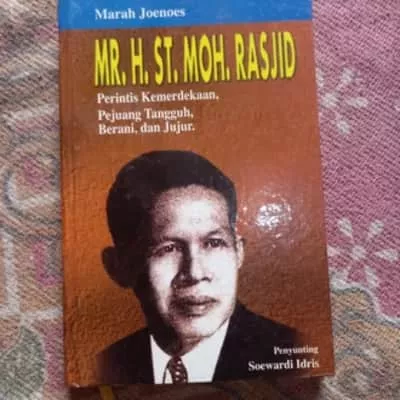 Marah Joenoes
MR. H. ST. MOH. RASJID
Perintis Kemerdekaan,
Pejuang Tangguh,
Berani, dan Jujur.
Penyunting
Soewardi Idris